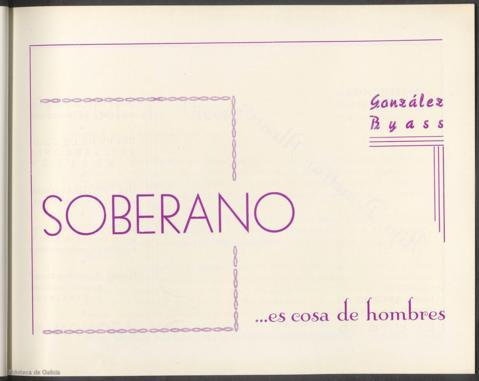 González
Byass
SOBERANO
...es cosa de hombres
Biblioteca de Galicia